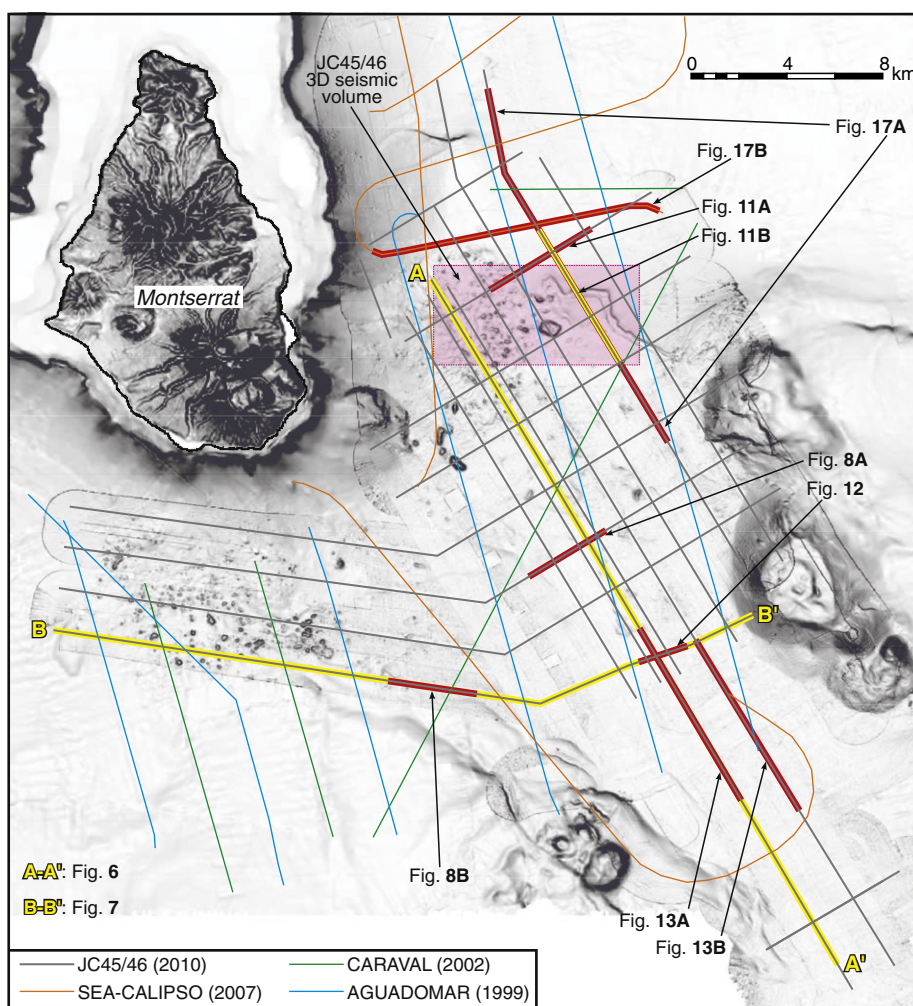 JC45/46
3D seismic
volume
0 4 8
km
Fig. 17A
Fig. 17B
Fig. 11A
Fig. 11B
A
Montserrat
Fig. 8A
Fig. 12
B
B'
Fig. 8B
A-A': Fig. 6
B-B': Fig. 7
Fig. 13A
Fig. 13B
A'
JC45/46 (2010)
CARAVAL (2002)
SEA-CALIPSO (2007)
AGUADOMAR (1999)